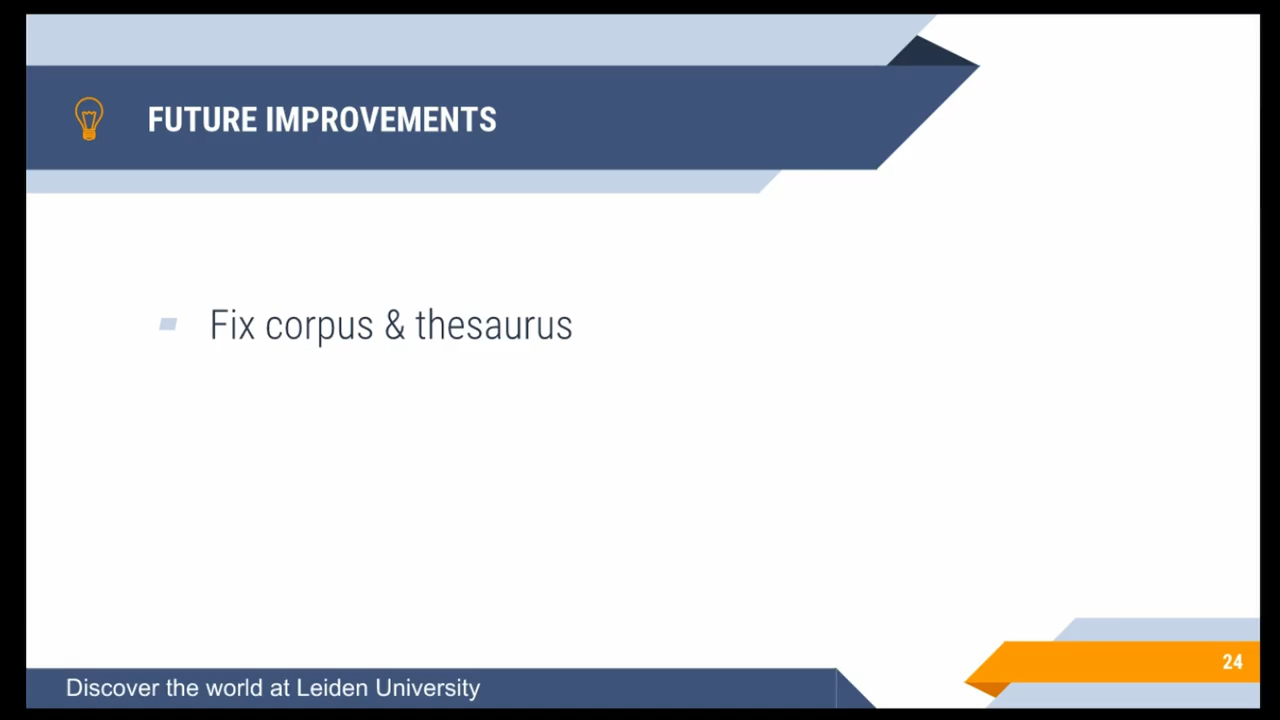 FUTURE IMPROVEMENTS
Fix corpus & thesaurus
24
Discover the world at Leiden University